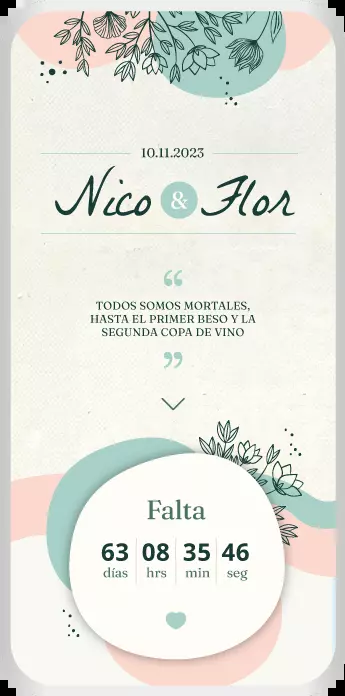 10.11.2023
Nico & Flor
“
TODOS SOMOS MORTALES,
HASTA EL PRIMER BESO Y LA
SEGUNDA COPA DE VINO
”
Falta
63 08 35 46
días hrs min seg